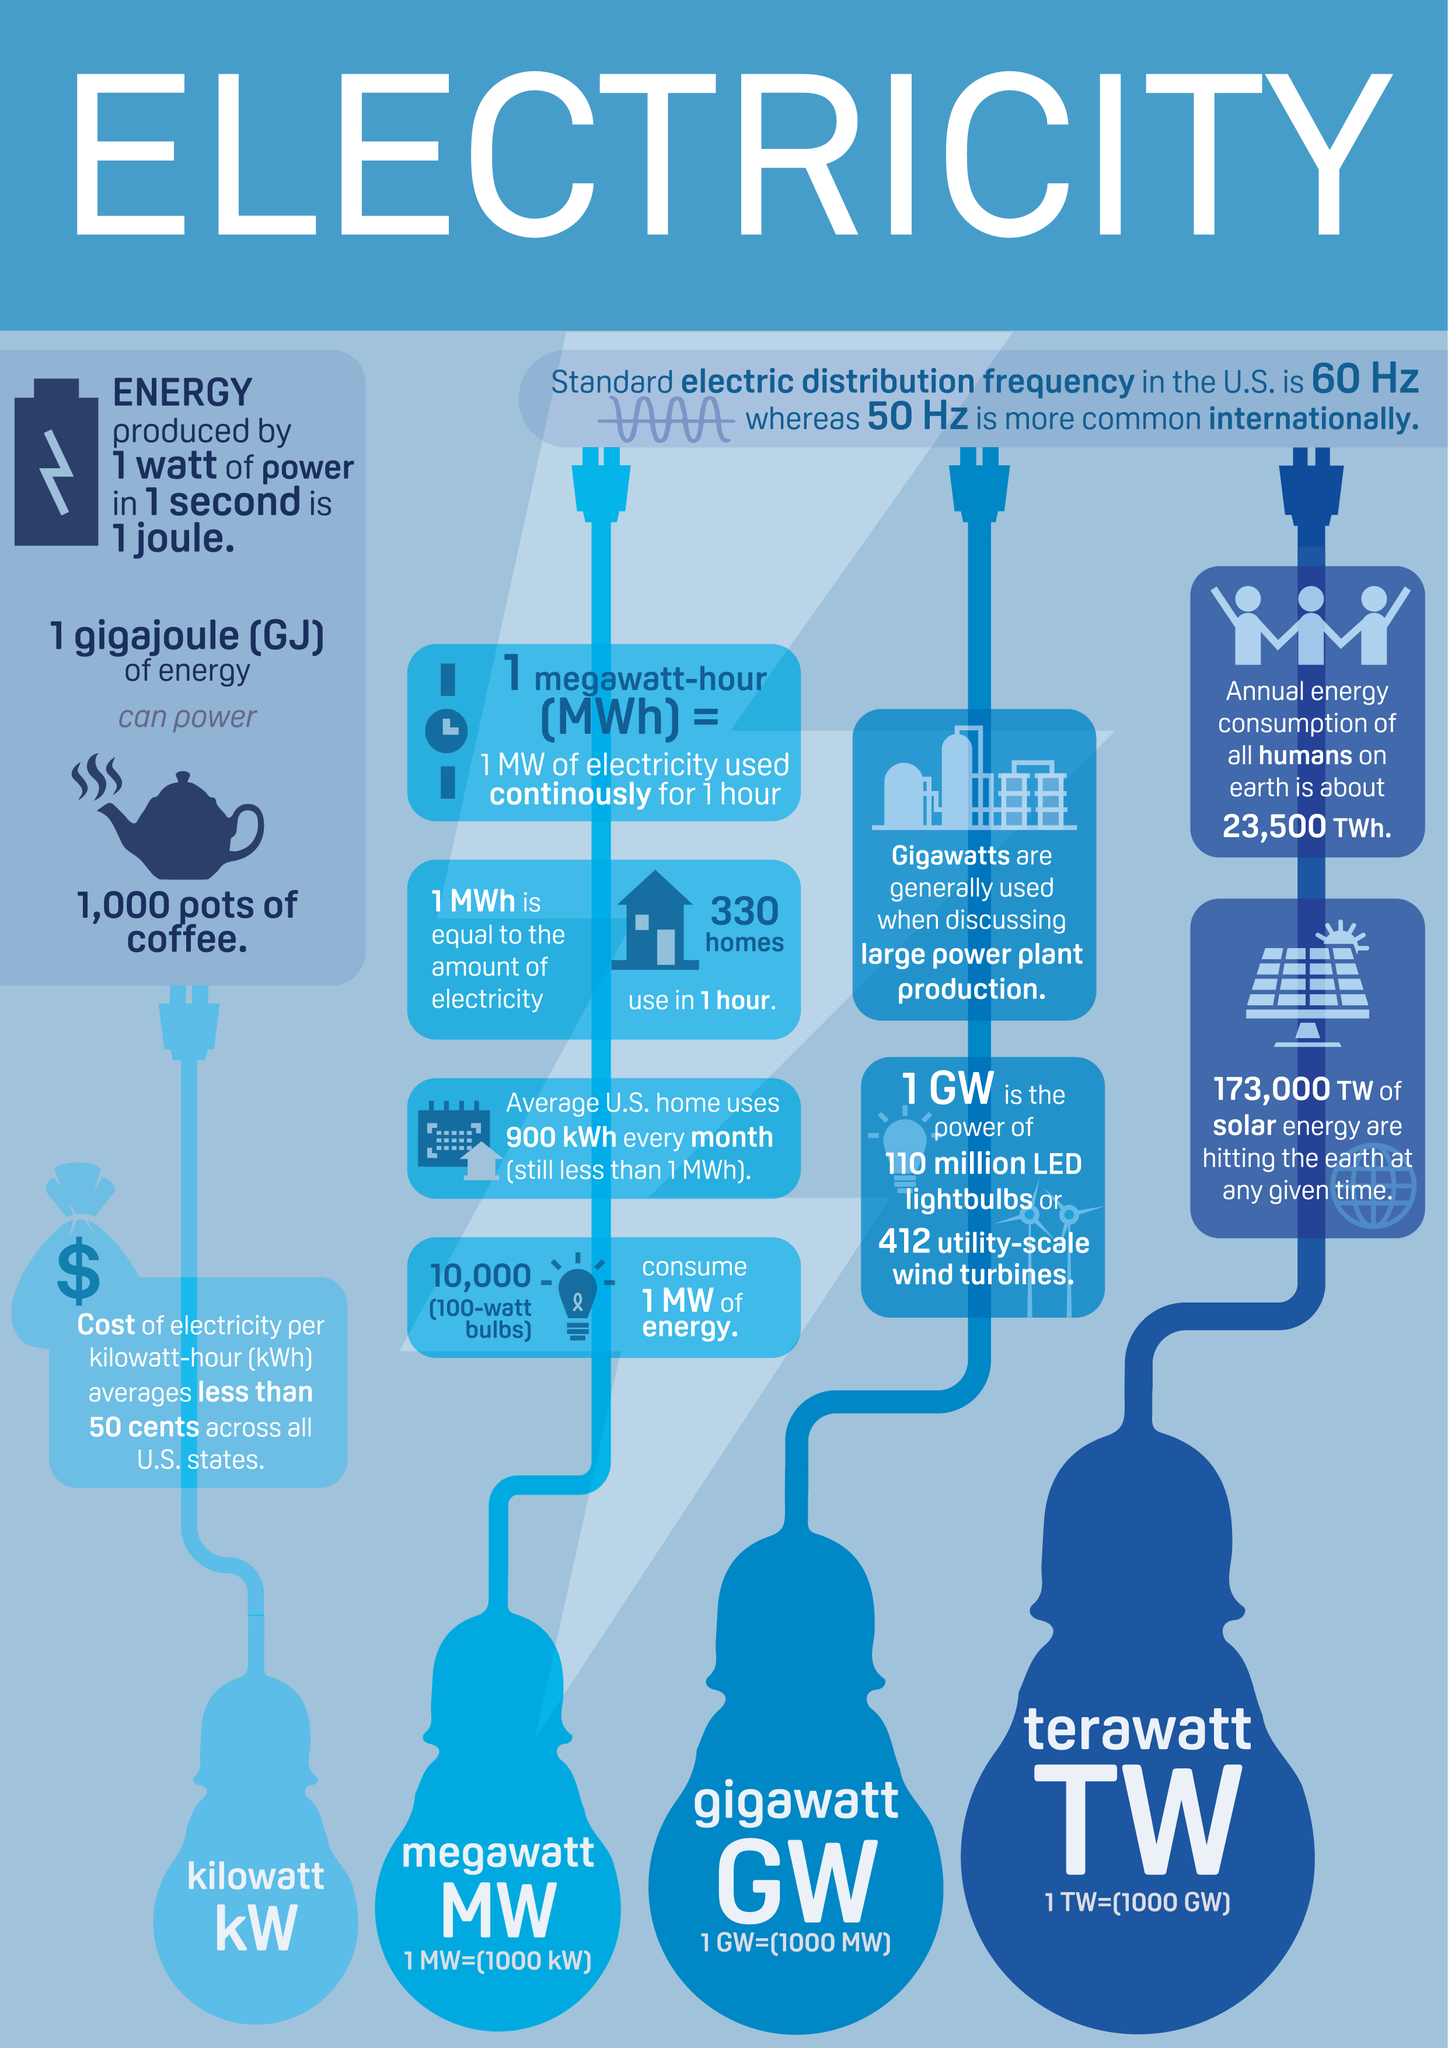 ELECTRICITY
ENERGY
produced by
1 watt of power
in 1 second is
1 joule.
1 gigajoule (GJ)
of energy
can power
1,000 pots of
coffee.
Standard electric distribution frequency in the U.S. is 60 Hz
whereas 50 Hz is more common internationally.
$
Cost of electricity per
kilowatt-hour (kWh)
averages less than
50 cents across all
U.S. states.
1 megawatt-hour
(MWh) =
1 MW of electricity used
continously for 1 hour
1 MWh is
equal to the
amount of
electricity
330
homes
use in 1 hour.
Average U.S. home uses
900 kWh every month
(still less than 1 MWh).
10,000
(100-watt
bulbs)
consume
1 MW of
energy.
Gigawatts are
generally used
when discussing
large power plant
production.
1 GW is the
power of
110 million LED
lightbulbs or
412 utility-scale
wind turbines.
Annual energy
consumption of
all humans on
earth is about
23,500 TWh.
173,000 TW of
solar energy are
hitting the earth at
any given time.
kilowatt
kW
megawatt
MW
1 MW=(1000 kW)
gigawatt
GW
1 GW=(1000 MW)
terawatt
TW
1 TW=(1000 GW)